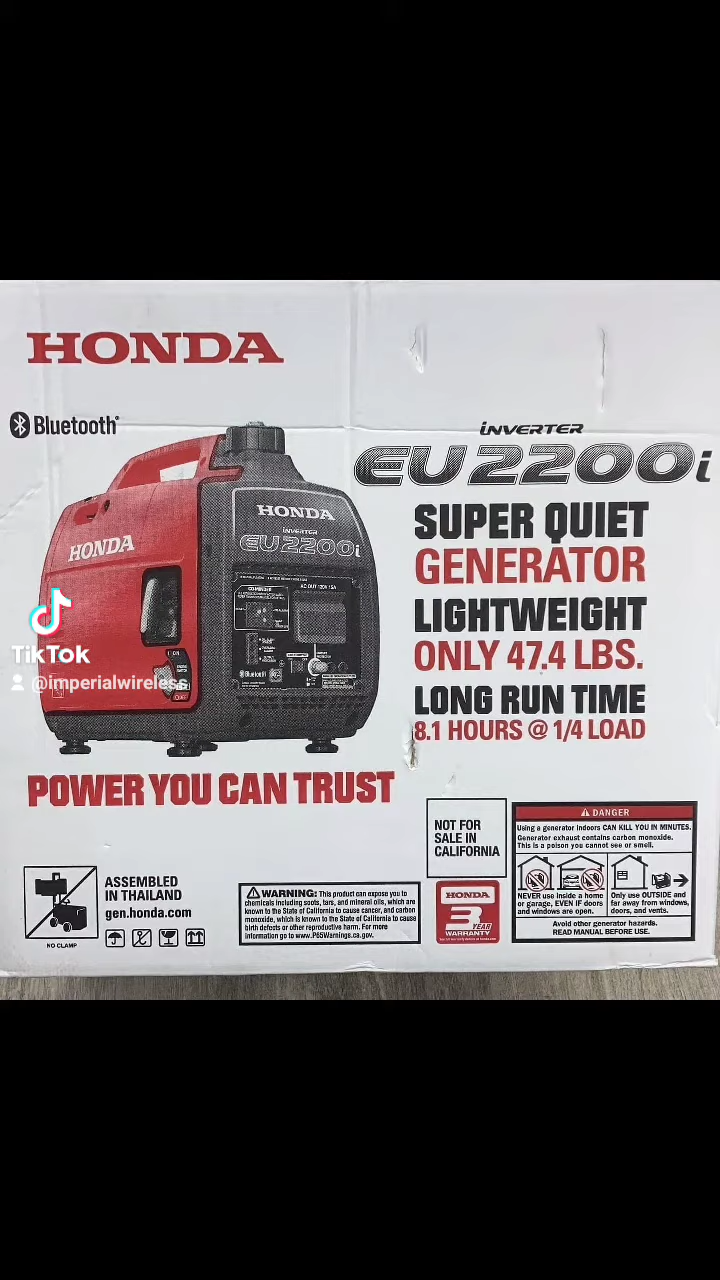 HONDA
Bluetooth®
INVERTER
EU2200i
SUPER QUIET
GENERATOR
LIGHTWEIGHT
ONLY 47.4 LBS.
LONG RUN TIME
8.1 HOURS @ 1/4 LOAD
HONDA
INVERTER
EU2200i
HONDA
CO-MINDER
AC OUT 120V 15A
ON
Bluetooth
TikTok
@imperialwireless
POWER YOU CAN TRUST
NOT FOR
SALE IN
CALIFORNIA
DANGER
Using a generator indoors CAN KILL YOU IN MINUTES.
Generator exhaust contains carbon monoxide.
This is a poison you cannot see or smell.
NEVER use inside a home
or garage, EVEN IF doors
and windows are open.
Only use OUTSIDE and
far away from windows,
doors, and vents.
Avoid other generator hazards.
READ MANUAL BEFORE USE.
NO CLAMP
ASSEMBLED
IN THAILAND
gen.honda.com
WARNING: This product can expose you to
chemicals including soots, tars, and mineral oils, which are
known to the State of California to cause cancer, and carbon
monoxide, which is known to the State of California to cause
birth defects or other reproductive harm. For more
information go to www.P65Warnings.ca.gov.
HONDA
3 YEAR
WARRANTY